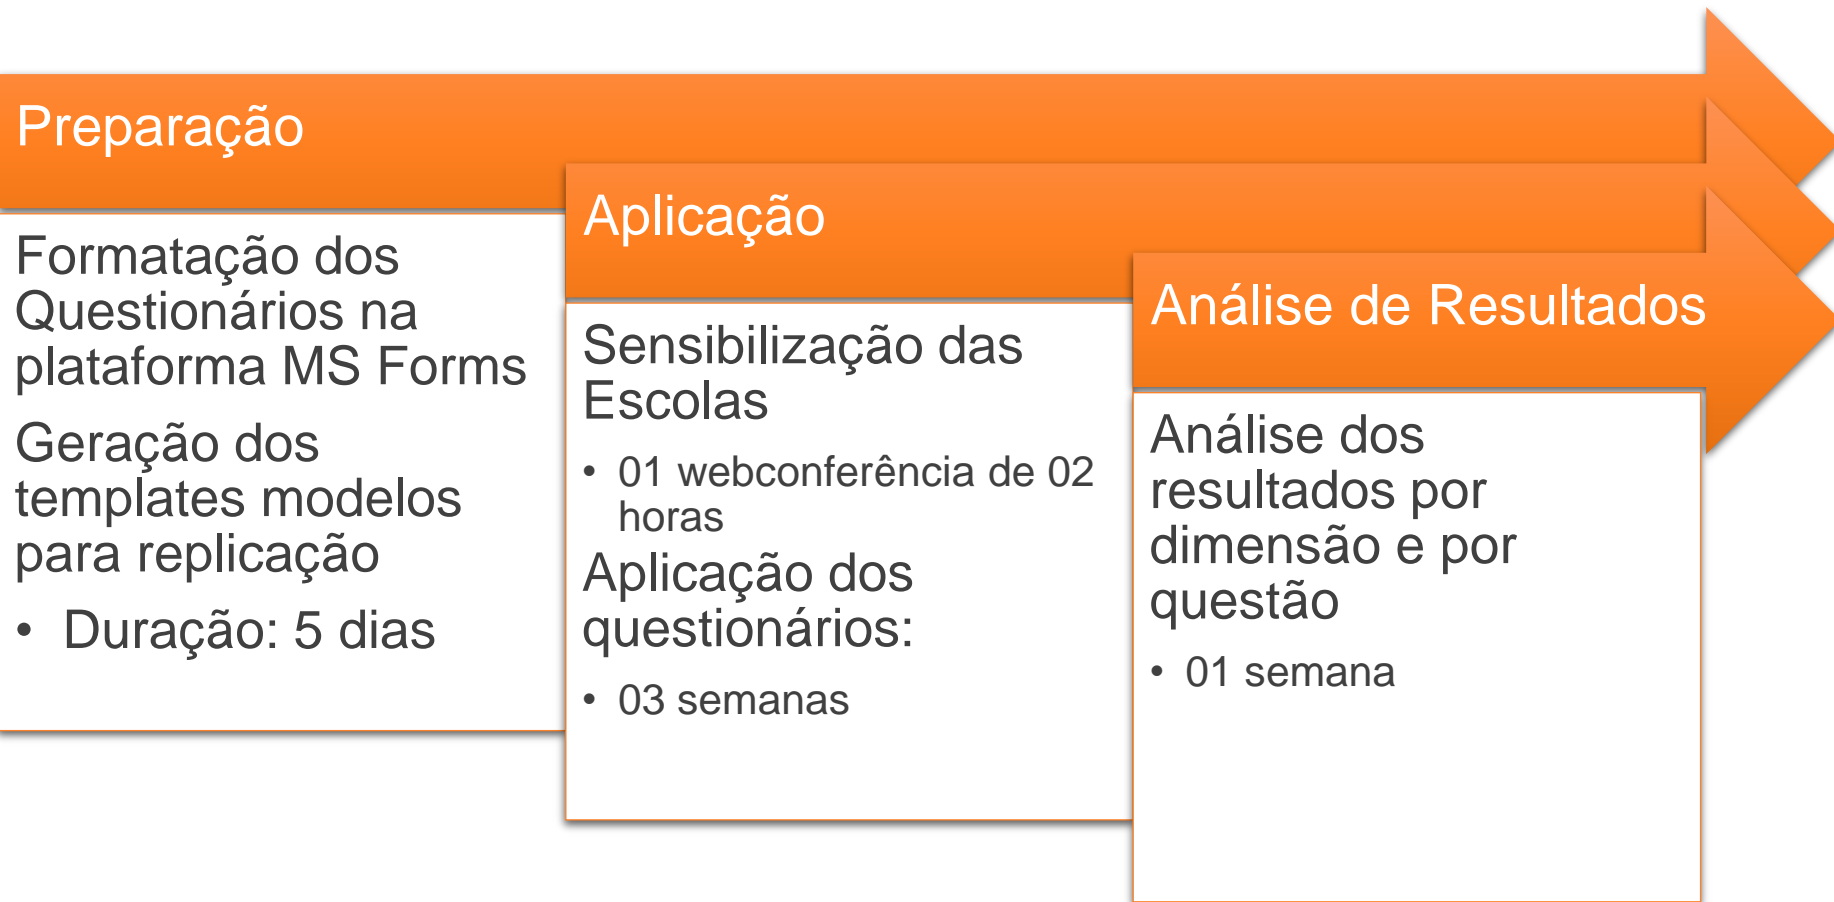 Preparação
Formatação dos
Questionários na
plataforma MS Forms
Geração dos
templates modelos
para replicação
• Duração: 5 dias
Aplicação
Sensibilização das
Escolas
• 01 webconferência de 02
horas
Aplicação dos
questionários:
• 03 semanas
Análise de Resultados
Análise dos
resultados por
dimensão e por
questão
• 01 semana